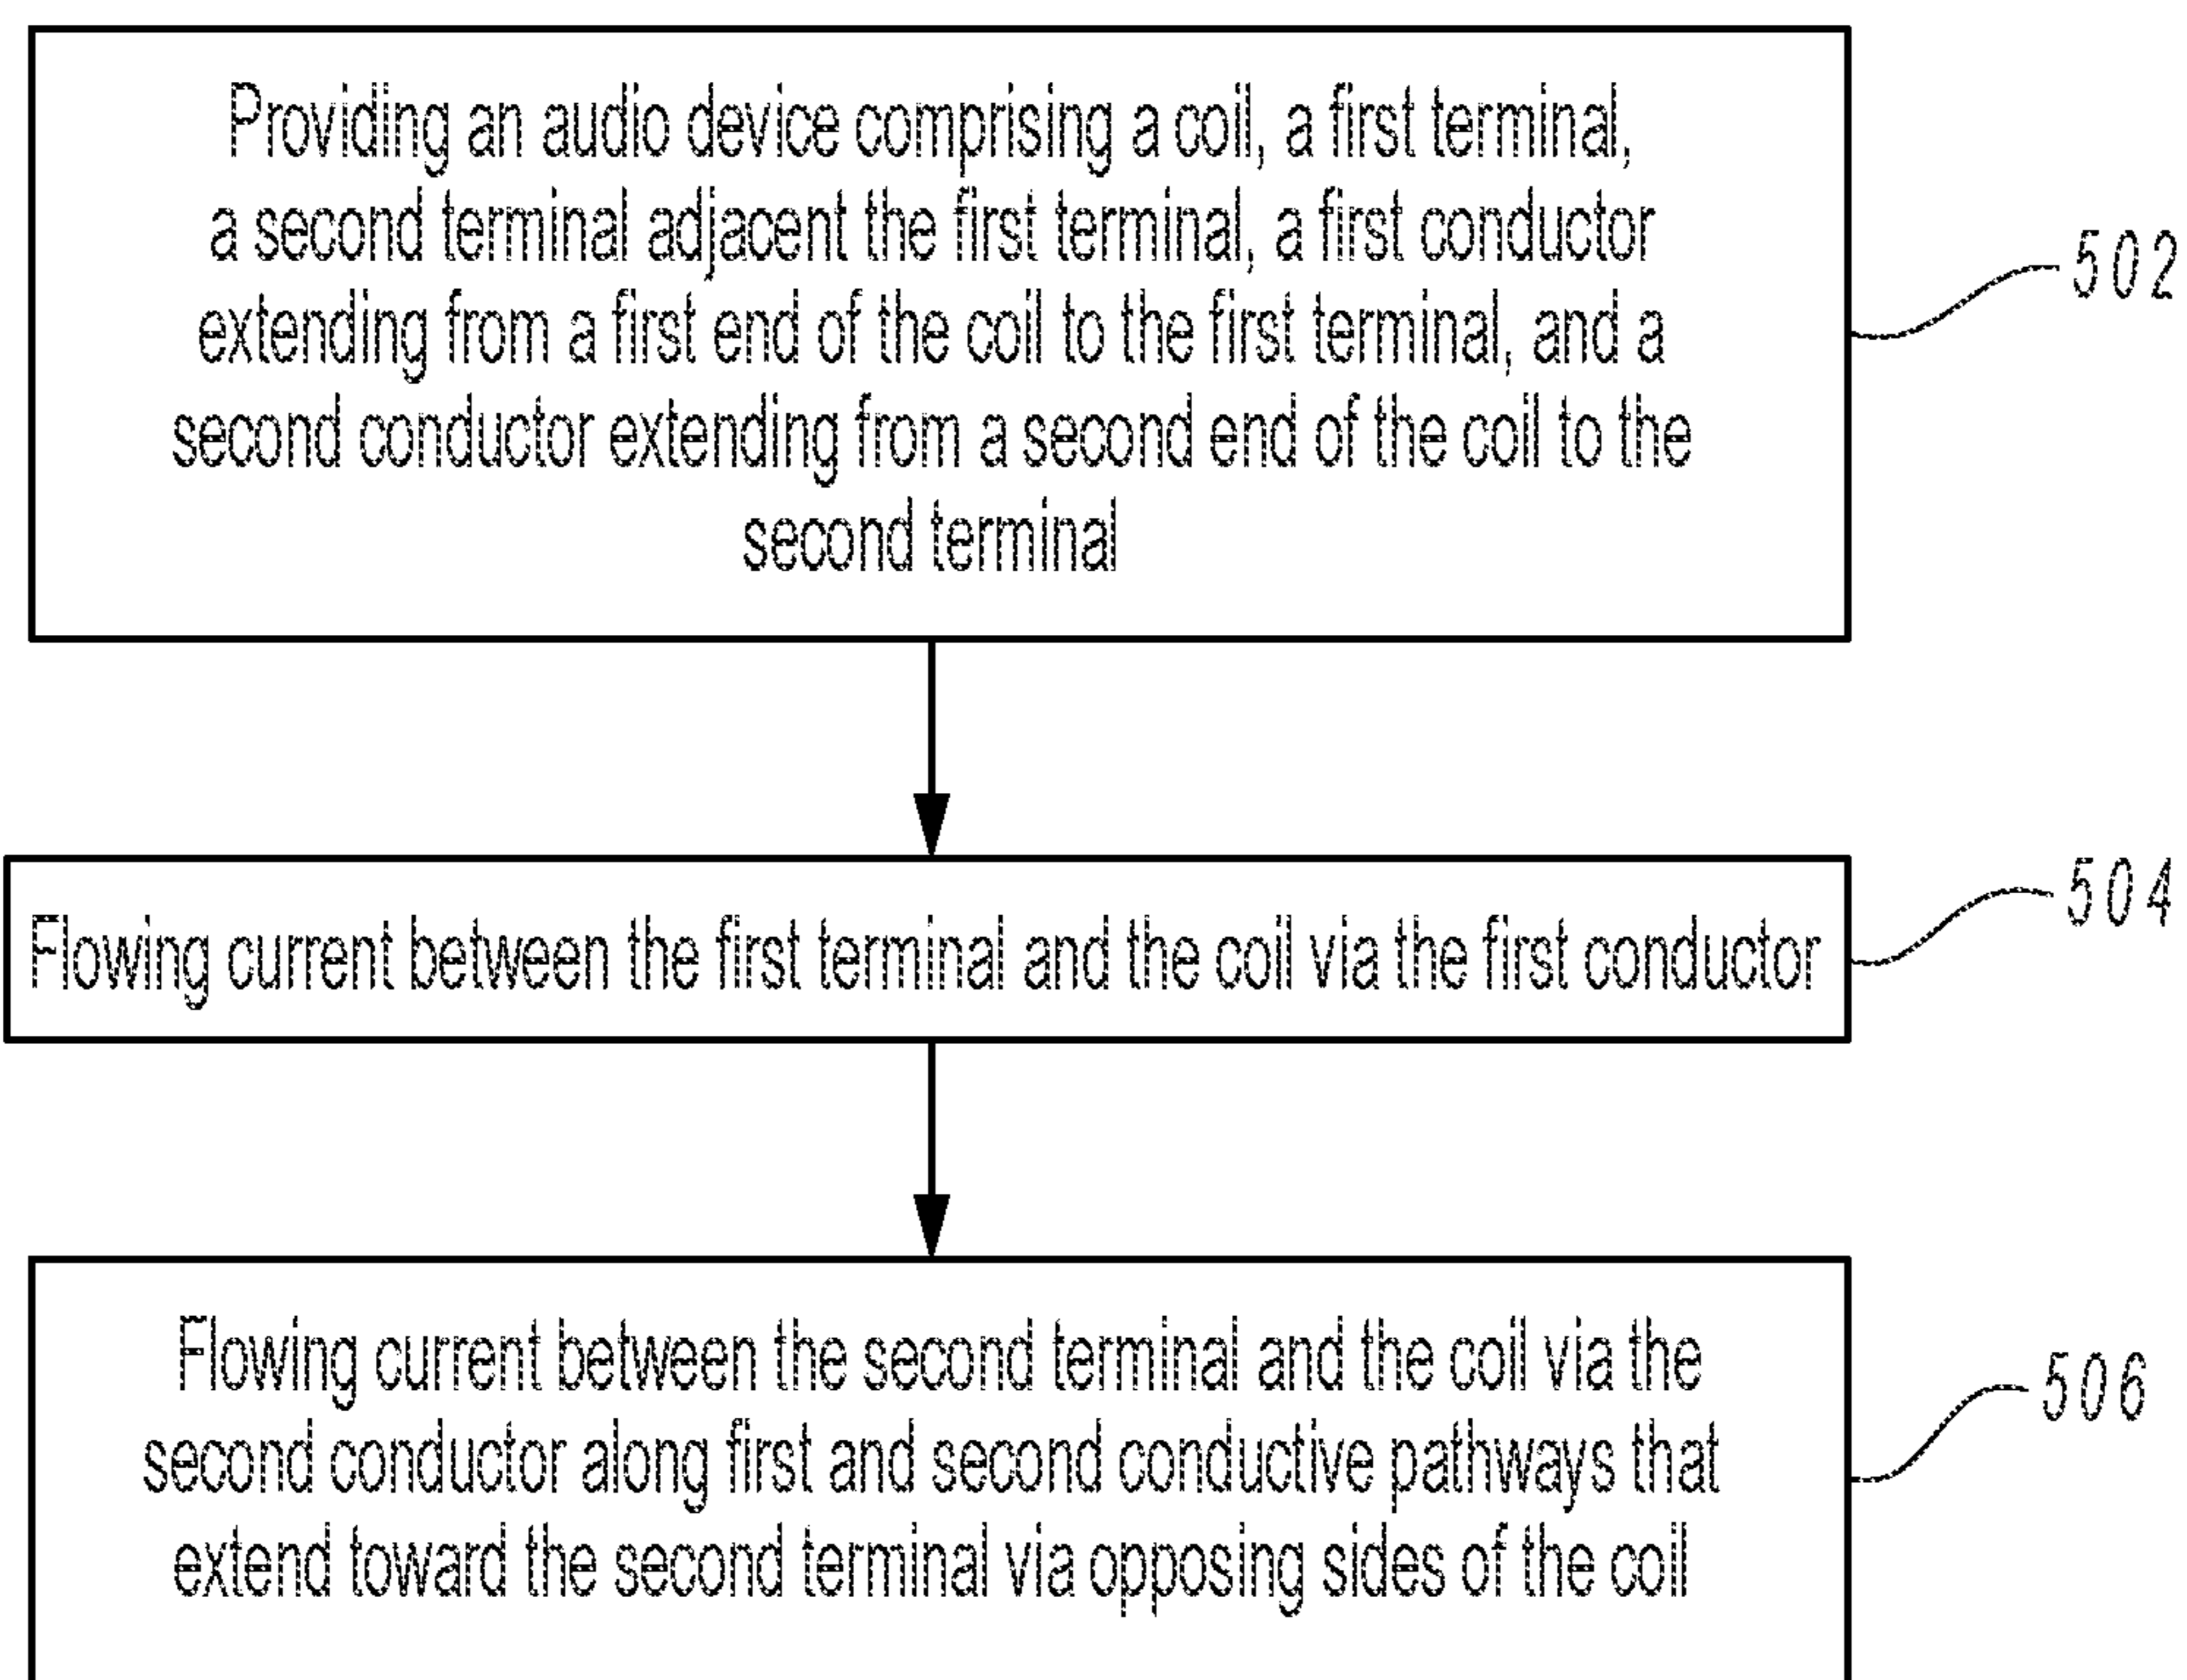 Providing an audio device comprising a coil, a first terminal,
a second terminal adjacent the first terminal, a first conductor
extending from a first end of the coil to the first terminal, and a
second conductor extending from a second end of the coil to the
second terminal
502
Flowing current between the first terminal and the coil via the first conductor
504
Flowing current between the second terminal and the coil via the
second conductor along first and second conductive pathways that
extend toward the second terminal via opposing sides of the coil
506